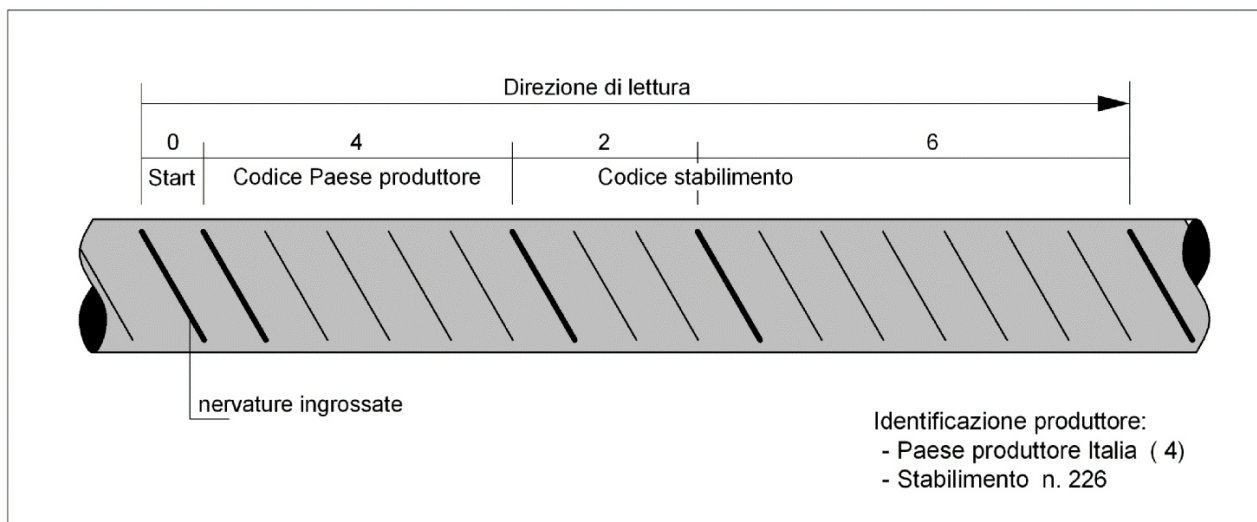 Direzione di lettura
0 4 2 6
Start Codice Paese produttore Codice stabilimento
nervature ingrossate
Identificazione produttore:
- Paese produttore Italia ( 4)
- Stabilimento n. 226